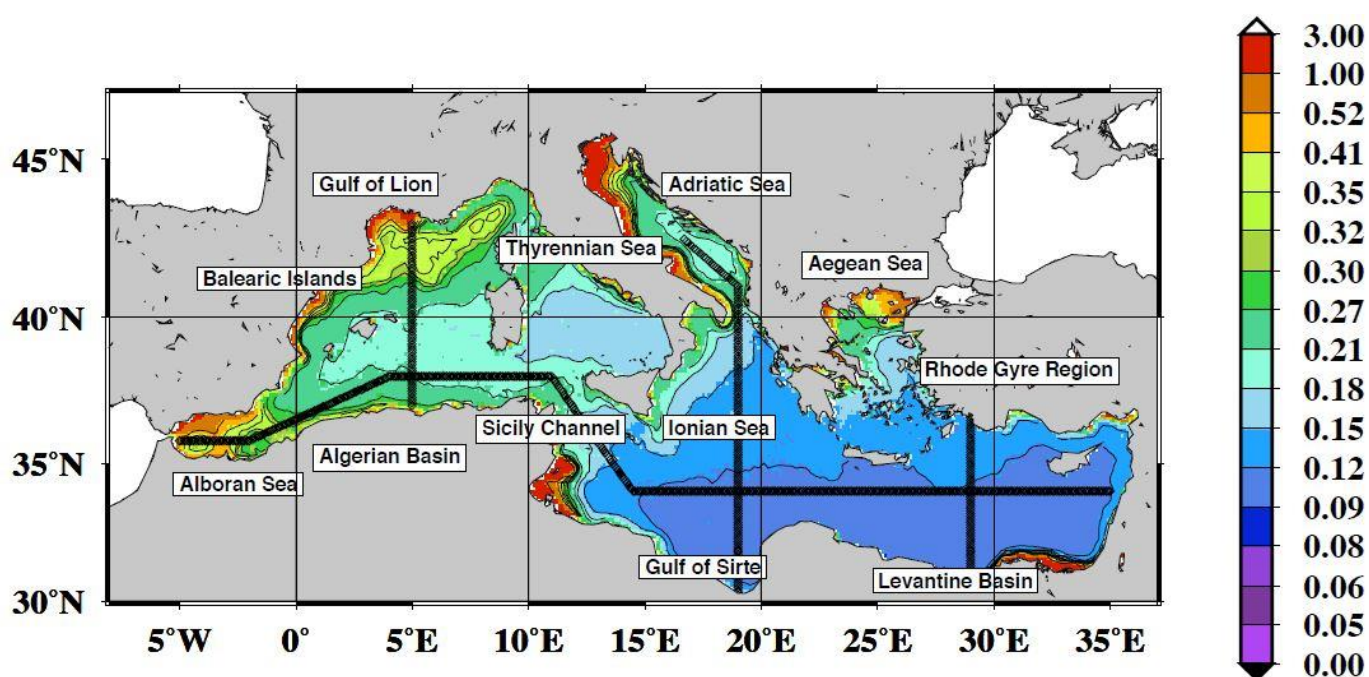 3.00
1.00
0.52
0.41
0.35
0.32
0.30
0.27
0.21
0.18
0.15
0.12
0.09
0.08
0.06
0.05
0.00
45°N
40°N
35°N
30°N
Gulf of Lion
Adriatic Sea
Thyrennian Sea
Aegean Sea
Balearic Islands
Rhode Gyre Region
Sicily Channel
Ionian Sea
Algerian Basin
Alboran Sea
Gulf of Sirte
Levantine Basin
5°W 0° 5°E 10°E 15°E 20°E 25°E 30°E 35°E